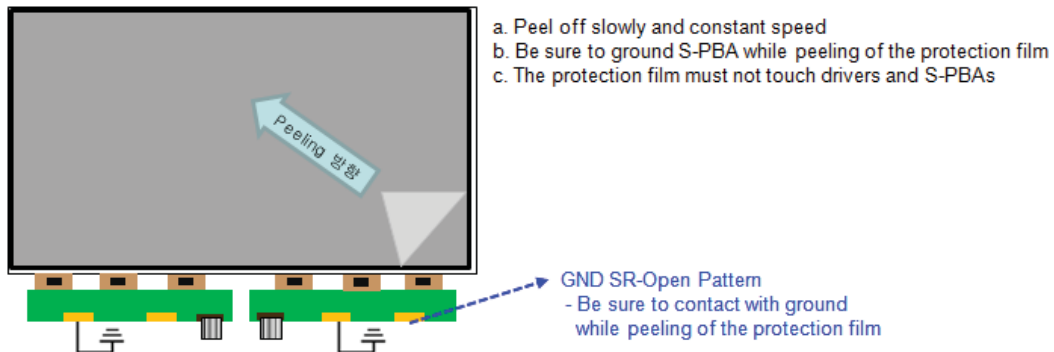 a. Peel off slowly and constant speed
b. Be sure to ground S-PBA while peeling of the protection film
c. The protection film must not touch drivers and S-PBAs
Peeling 방향
GND SR-Open Pattern
- Be sure to contact with ground
while peeling of the protection film